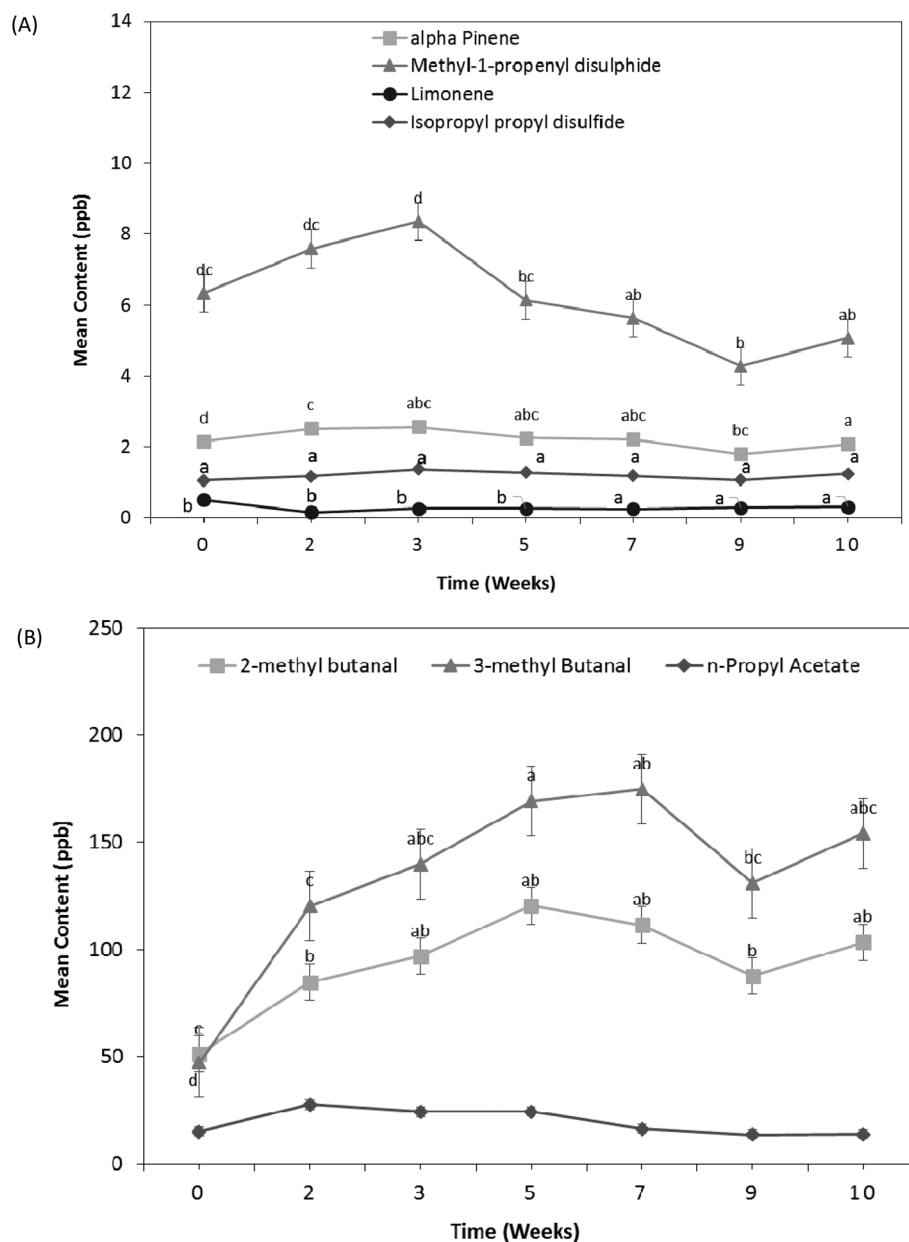 (A)
14
12
10
8
6
4
2
0
Mean Content (ppb)
alpha Pinene
Methyl-1-propenyl disulphide
Limonene
Isopropyl propyl disulfide
dc dc d bc ab b ab
d c abc abc abc bc a
a a a a a a a
b b b b a a a
0 2 3 5 7 9 10
Time (Weeks)
(B)
250
200
150
100
50
0
Mean Content (ppb)
2-methyl butanal 3-methyl Butanal n-Propyl Acetate
d c abc a ab bc abc
c b ab ab ab b ab
0 2 3 5 7 9 10
Time (Weeks)